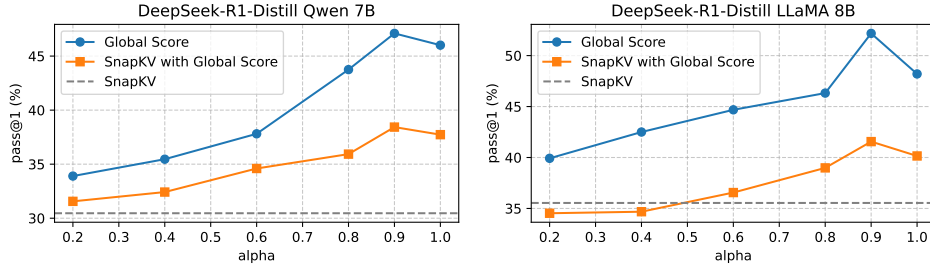 DeepSeek-R1-Distill Qwen 7B
pass@1 (%)
45
40
35
30
Global Score
SnapKV with Global Score
SnapKV
0.2 0.3 0.4 0.5 0.6 0.7 0.8 0.9 1.0
alpha
DeepSeek-R1-Distill LLaMA 8B
pass@1 (%)
50
45
40
35
Global Score
SnapKV with Global Score
SnapKV
0.2 0.3 0.4 0.5 0.6 0.7 0.8 0.9 1.0
alpha